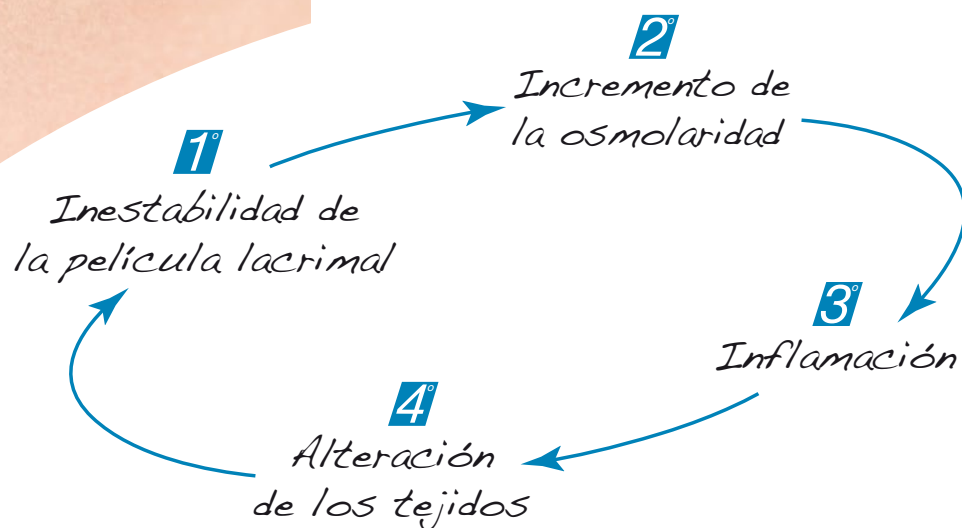 1º
Inestabilidad de
la película lacrimal
2º
Incremento de
la osmolaridad
3º
Inflamación
4º
Alteración
de los tejidos